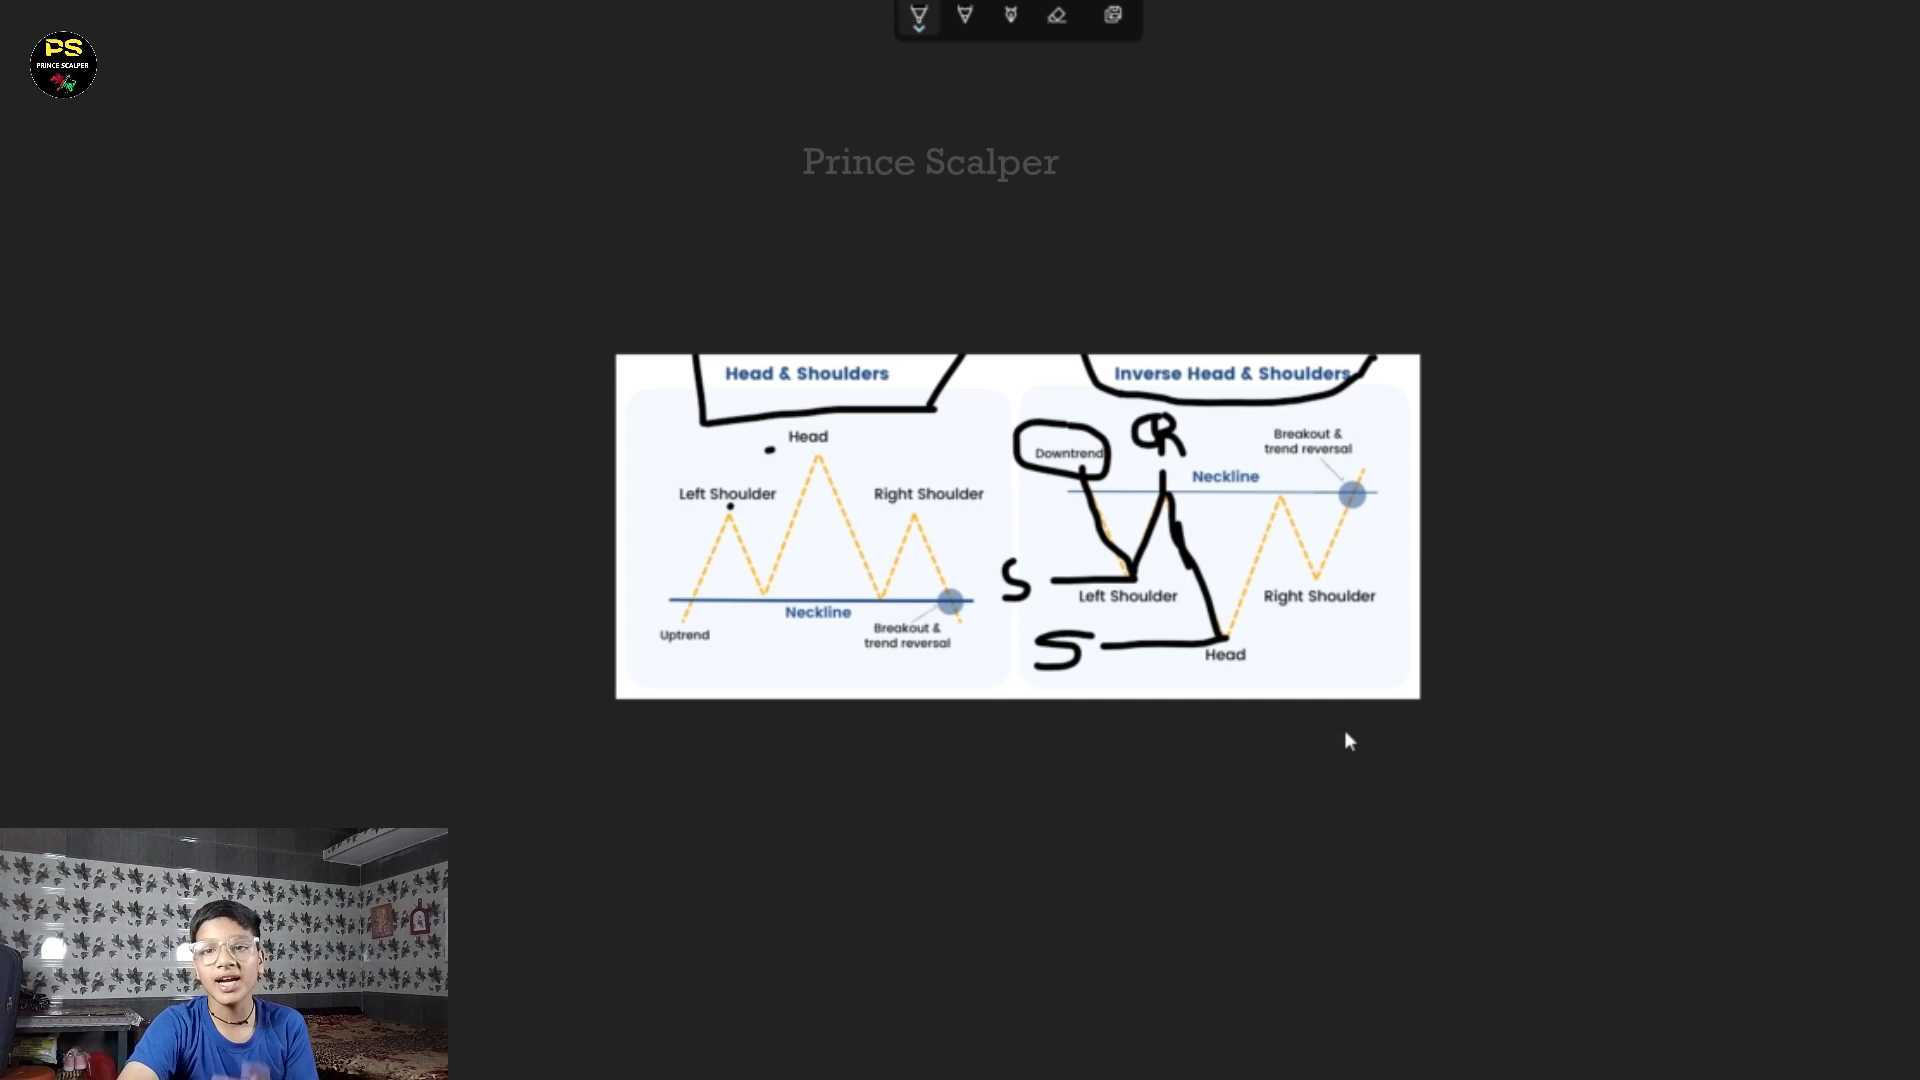 PS
PRINCE SCALPER
Prince Scalper
Head & Shoulders
Head
Left Shoulder
Right Shoulder
Neckline
Uptrend
Breakout &
trend reversal
Inverse Head & Shoulders
Downtrend
R
Breakout &
trend reversal
Neckline
S
Left Shoulder
Right Shoulder
S
Head